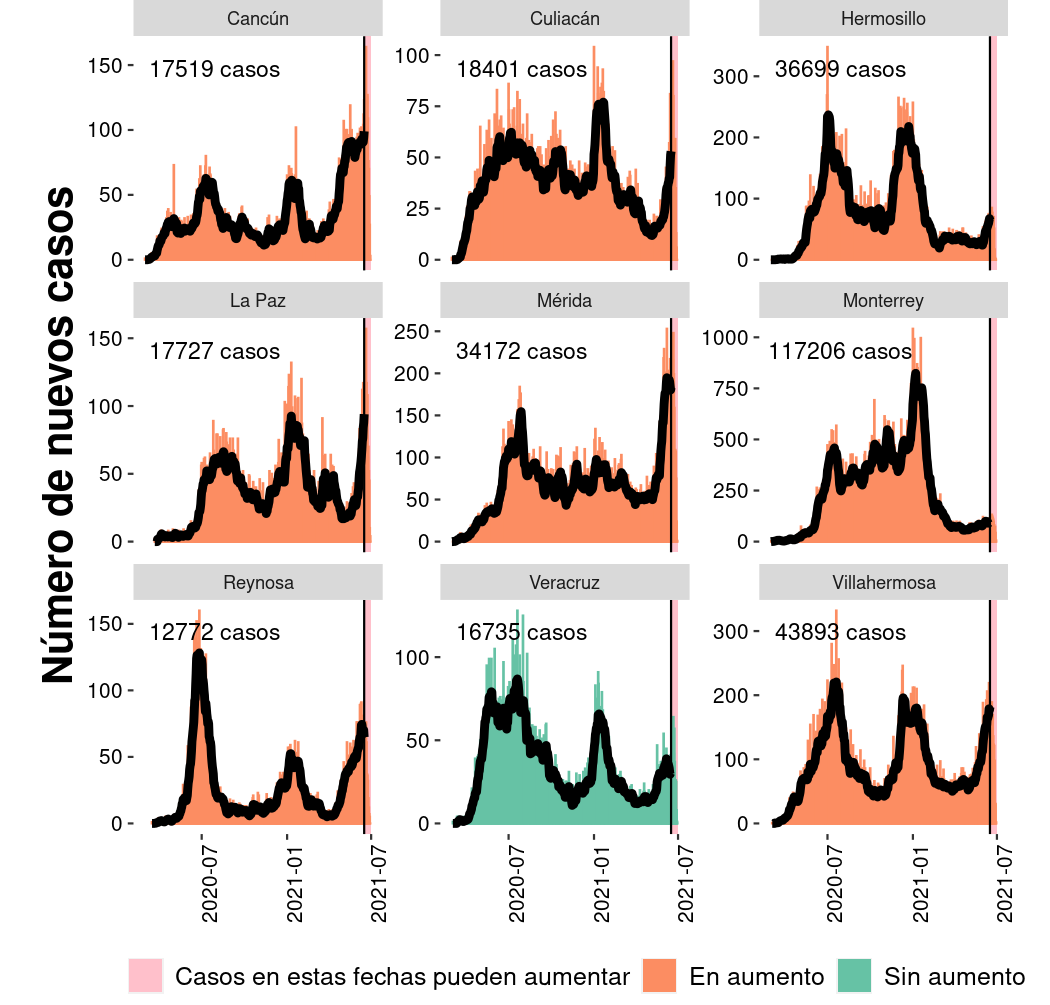 Número de nuevos casos
Cancún
Culiacán
Hermosillo
17519 casos
18401 casos
36699 casos
150
100
50
0
100
75
50
25
0
300
200
100
0
La Paz
Mérida
Monterrey
17727 casos
34172 casos
117206 casos
150
100
50
0
250
200
150
100
50
0
1000
750
500
250
0
Reynosa
Veracruz
Villahermosa
12772 casos
16735 casos
43893 casos
150
100
50
0
100
50
0
300
200
100
0
2020-07
2021-01
2021-07
2020-07
2021-01
2021-07
2020-07
2021-01
2021-07
Casos en estas fechas pueden aumentar
En aumento
Sin aumento